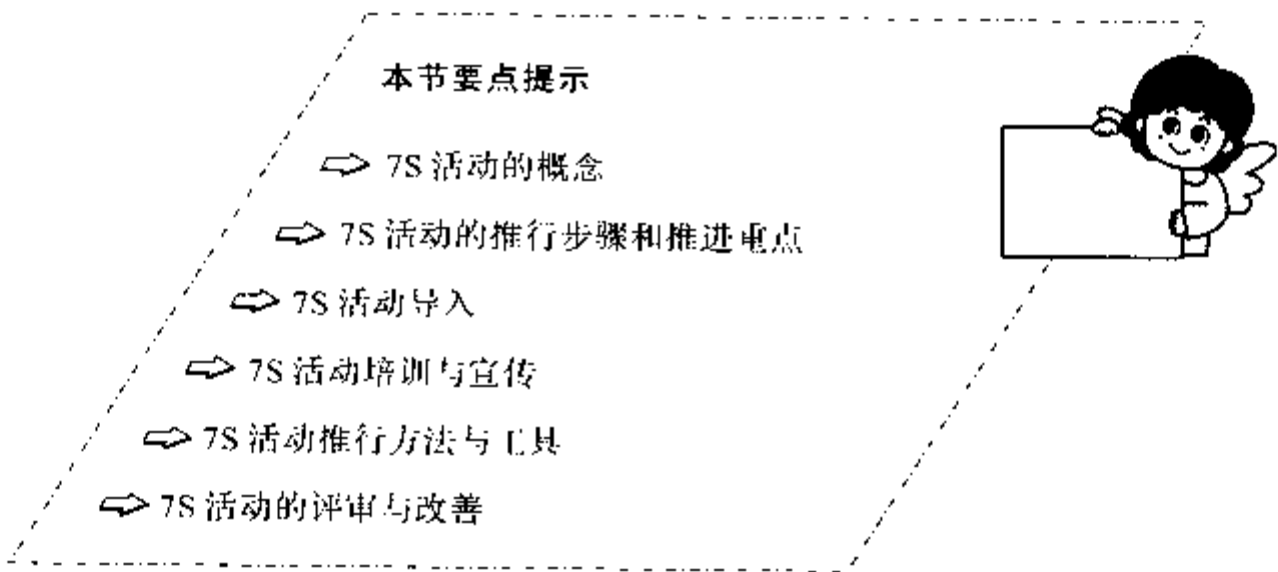 本节要点提示
7S 活动的概念
7S 活动的推行步骤和推进重点
7S 活动导入
7S 活动培训与宣传
7S 活动推行方法与工具
7S 活动的评审与改善